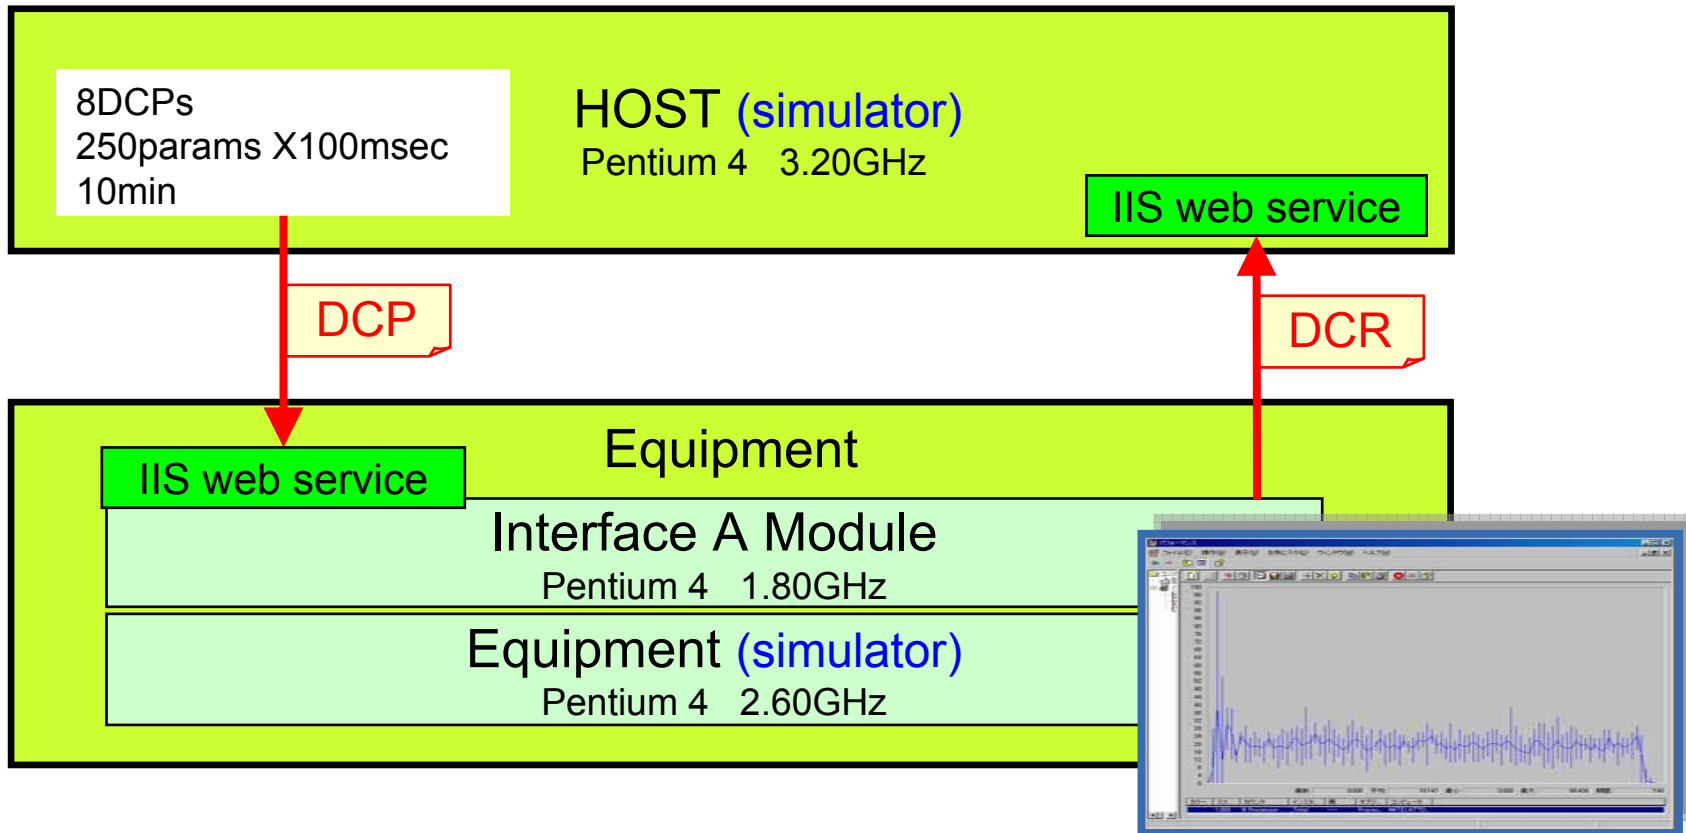 8DCPs
250params X100msec
10min
HOST (simulator)
Pentium 4 3.20GHz
IIS web service
DCP
DCR
Equipment
IIS web service
Interface A Module
Pentium 4 1.80GHz
Equipment (simulator)
Pentium 4 2.60GHz